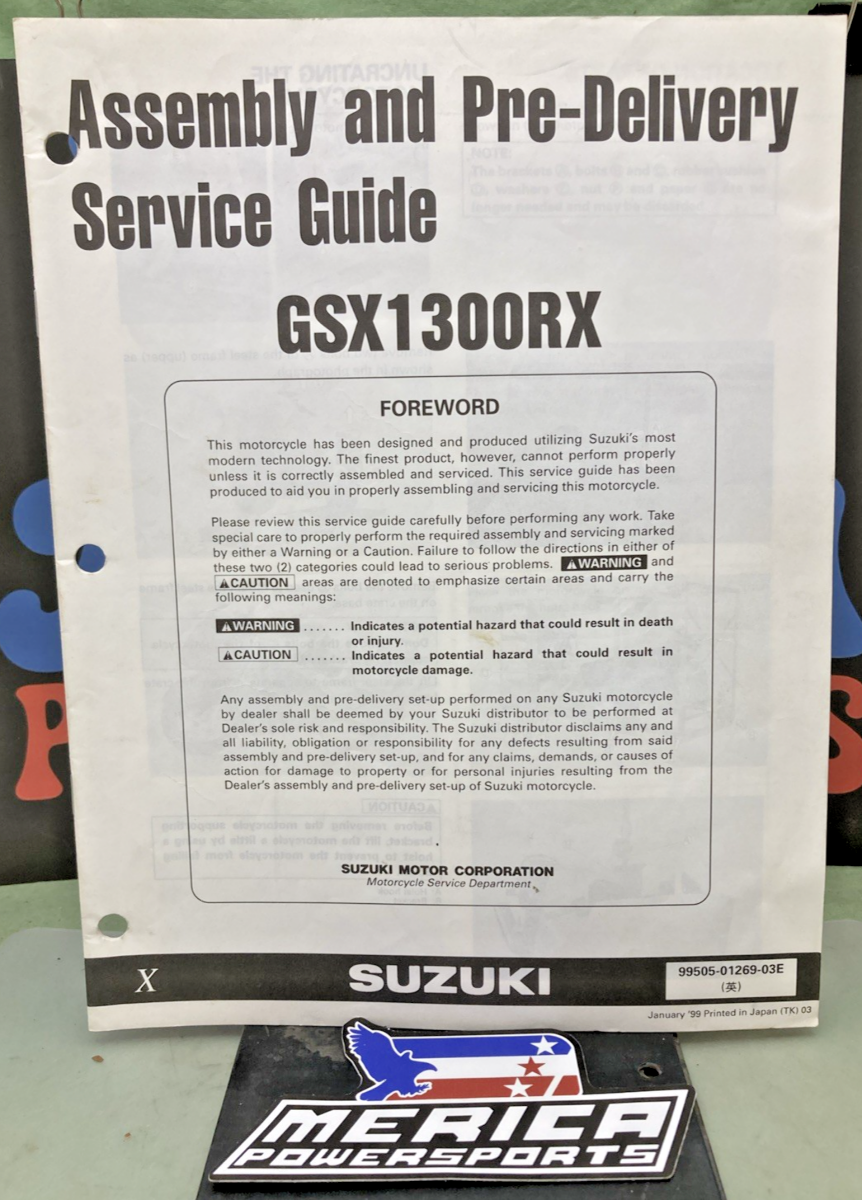 Assembly and Pre-Delivery
Service Guide
GSX1300RX
FOREWORD
This motorcycle has been designed and produced utilizing Suzuki's most
modern technology. The finest product, however, cannot perform properly
unless it is correctly assembled and serviced. This service guide has been
produced to aid you in properly assembling and servicing this motorcycle.
Please review this service guide carefully before performing any work. Take
special care to properly perform the required assembly and servicing marked
by either a Warning or a Caution. Failure to follow the directions in either of
these two (2) categories could lead to serious problems. ▲WARNING and
▲CAUTION areas are denoted to emphasize certain areas and carry the
following meanings:
▲WARNING ....... Indicates a potential hazard that could result in death
or injury.
▲CAUTION ....... Indicates a potential hazard that could result in
motorcycle damage.
Any assembly and pre-delivery set-up performed on any Suzuki motorcycle
by dealer shall be deemed by your Suzuki distributor to be performed at
Dealer's sole risk and responsibility. The Suzuki distributor disclaims any and
all liability, obligation or responsibility for any defects resulting from said
assembly and pre-delivery set-up, and for any claims, demands, or causes of
action for damage to property or for personal injuries resulting from the
Dealer's assembly and pre-delivery set-up of Suzuki motorcycle.
SUZUKI MOTOR CORPORATION
Motorcycle Service Department
X SUZUKI 99505-01269-03E
(英)
January '99 Printed in Japan (TK) 03
MERICA
POWERSPORTS